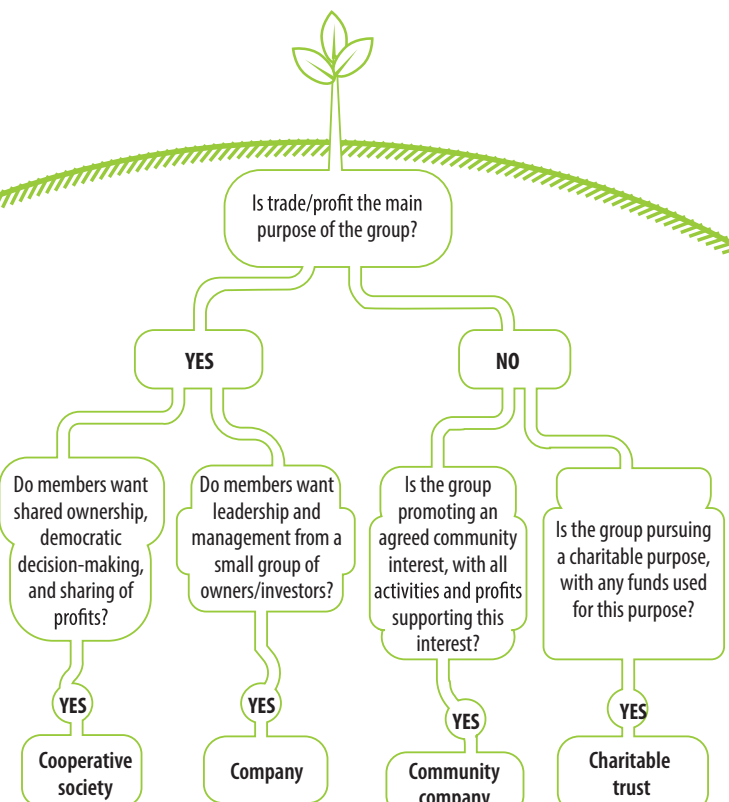 Is trade/profit the main
purpose of the group?
YES
NO
Do members want
shared ownership,
democratic
decision-making,
and sharing of
profits?
Do members want
leadership and
management from a
small group of
owners/investors?
Is the group
promoting an
agreed community
interest, with all
activities and profits
supporting this
interest?
Is the group pursuing
a charitable purpose,
with any funds used
for this purpose?
YES
YES
YES
YES
Cooperative
society
Company
Community
company
Charitable
trust